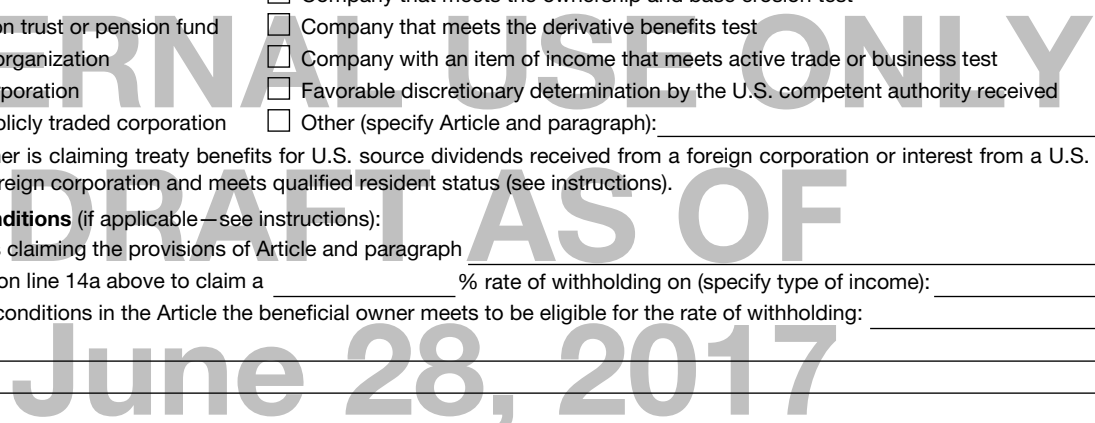 Company that meets the ownership and base erosion test
on trust or pension fund Company that meets the derivative benefits test
organization Company with an item of income that meets active trade or business test
poration Favorable discretionary determination by the U.S. competent authority received
blicly traded corporation Other (specify Article and paragraph):
er is claiming treaty benefits for U.S. source dividends received from a foreign corporation or interest from a U.S.
reign corporation and meets qualified resident status (see instructions).
nditions (if applicable—see instructions):
s claiming the provisions of Article and paragraph
on line 14a above to claim a % rate of withholding on (specify type of income):
conditions in the Article the beneficial owner meets to be eligible for the rate of withholding:
ERNAL USE ONLY
DRAFT AS OF
June 28, 2017